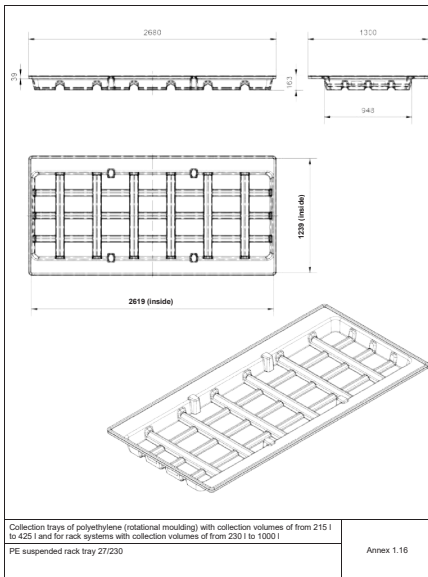 2680
1300
39
163
948
1239 (inside)
2619 (inside)
Collection trays of polyethylene (rotational moulding) with collection volumes of from 215 l
to 425 l and for rack systems with collection volumes of from 230 l to 1000 l
PE suspended rack tray 27/230
Annex 1.16